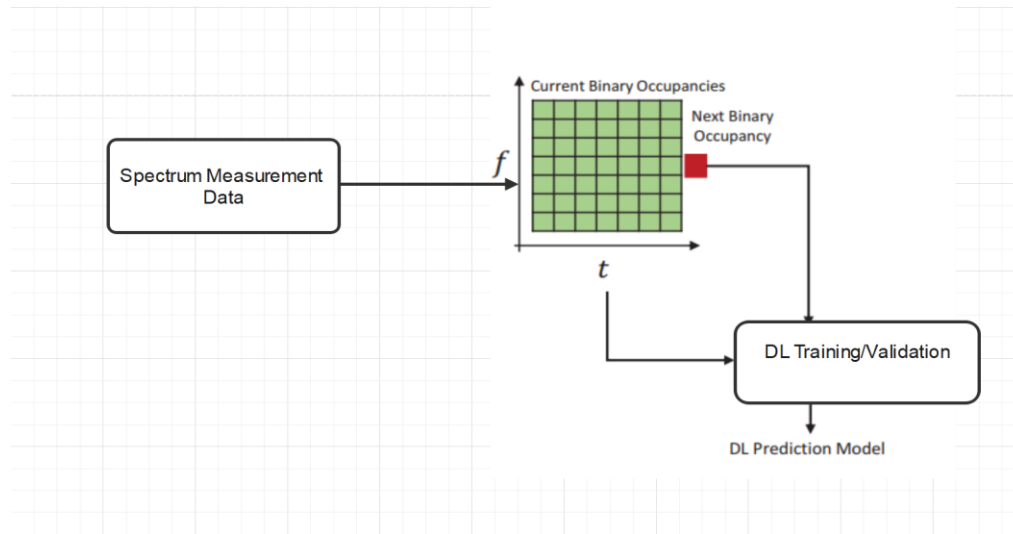 Current Binary Occupancies
Next Binary
Occupancy
Spectrum Measurement
Data
f
t
DL Training/Validation
DL Prediction Model